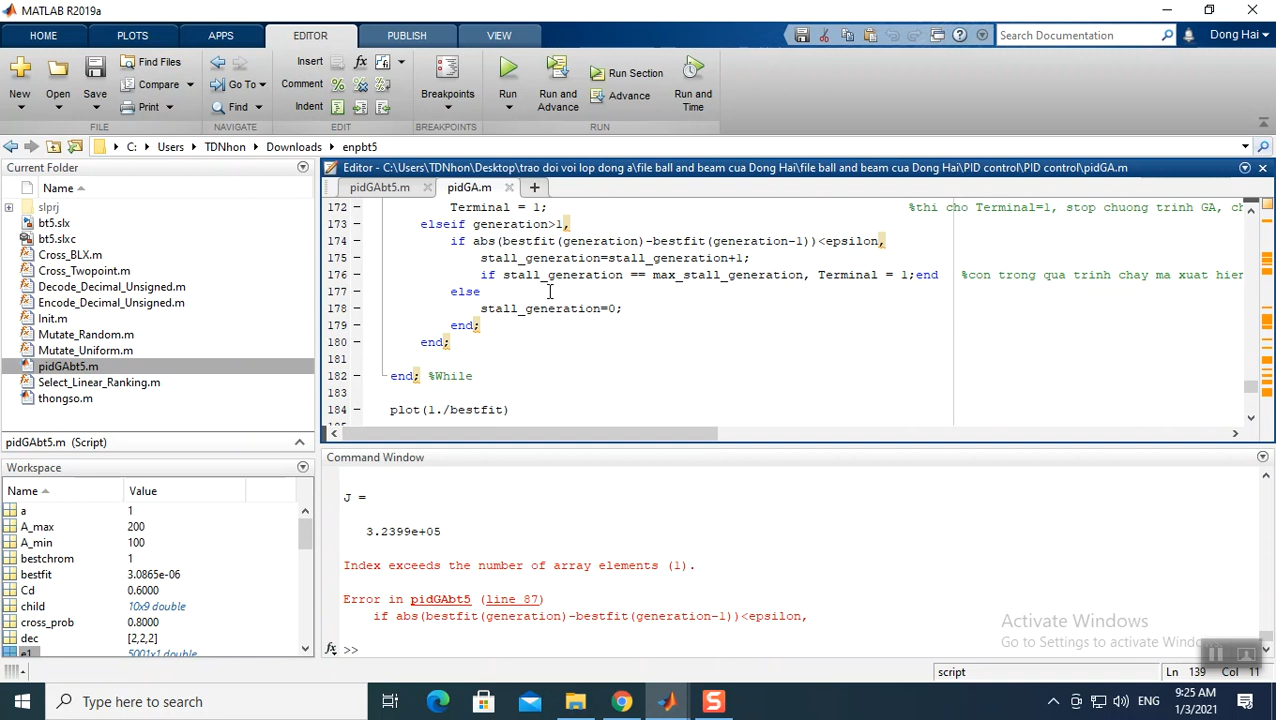 MATLAB R2019a
HOME PLOTS APPS EDITOR PUBLISH VIEW Search Documentation Dong Hai
New Open Save Find Files Compare Print Go To Find Insert Comment Indent fx Breakpoints Run Run and Advance Run Section Advance Run and Time
FILE NAVIGATE EDIT BREAKPOINTS RUN
C: Users TDNhon Downloads enpbt5
Current Folder
Name
slprj
bt5.slx
bt5.slxc
Cross_BLX.m
Cross_Twopoint.m
Decode_Decimal_Unsigned.m
Encode_Decimal_Unsigned.m
Init.m
Mutate_Random.m
Mutate_Uniform.m
pidGAbt5.m
Select_Linear_Ranking.m
thongso.m
pidGAbt5.m (Script)
Workspace
Name Value
a 1
A_max 200
A_min 100
bestchrom 1
bestfit 3.0865e-06
Cd 0.6000
child 10x9 double
cross_prob 0.8000
dec [2,2,2]
e1 5001x1 double
Editor - C:\Users\TDNhon\Desktop\trao doi voi lop dong a\file ball and beam cua Dong Hai\file ball and beam cua Dong Hai\PID control\PID control\pidGA.m
pidGAbt5.m pidGA.m
172 Terminal = 1; %thi cho Terminal=1, stop chuong trinh GA, ch
173 elseif generation>1,
174 if abs(bestfit(generation)-bestfit(generation-1))<epsilon,
175 stall_generation=stall_generation+1;
176 if stall_generation == max_stall_generation, Terminal = 1;end %con trong qua trinh chay ma xuat hien
177 else
178 stall_generation=0;
179 end;
180 end;
181
182 end; %While
183
184 plot(1./bestfit)
Command Window
J =
3.2399e+05
Index exceeds the number of array elements (1).
Error in pidGAbt5 (line 87)
if abs(bestfit(generation)-bestfit(generation-1))<epsilon,
fx >>
Activate Windows
Go to Settings to activate Windows.
script Ln 139 Col 11
Type here to search
ENG
9:25 AM
1/3/2021